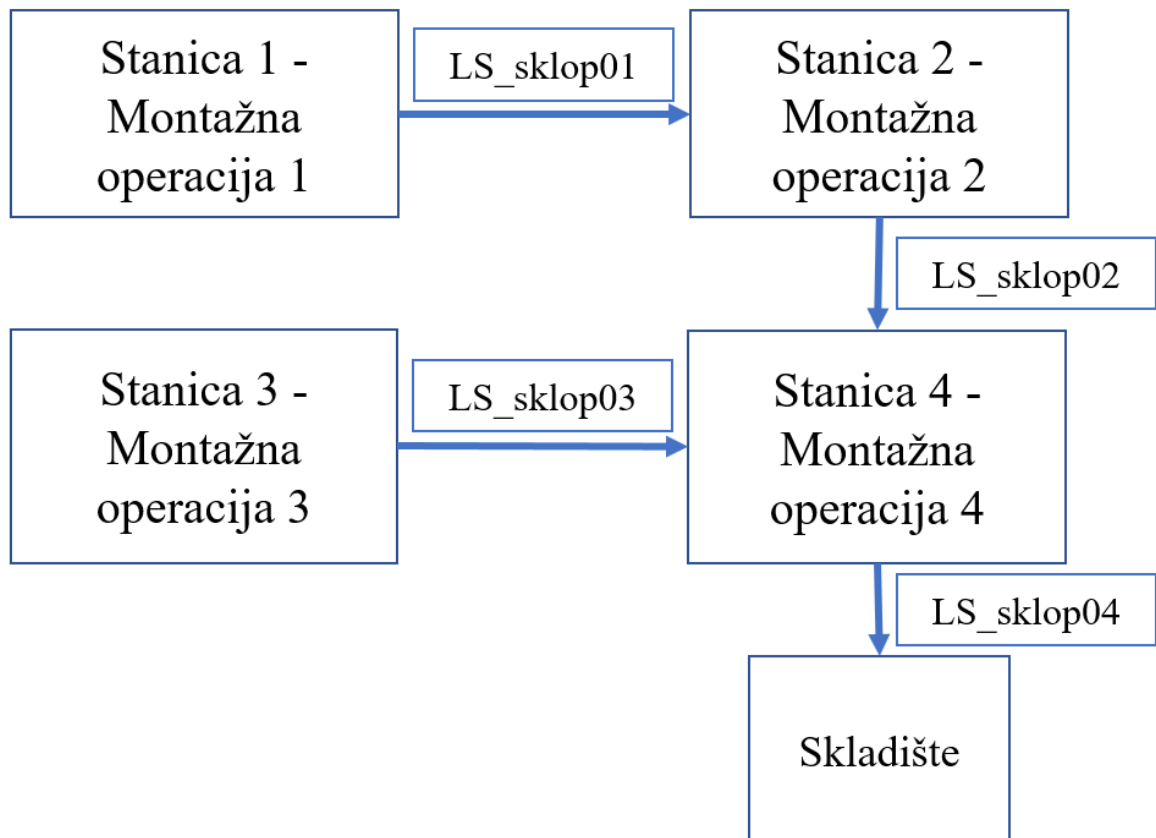 Stanica 1 -
Montažna
operacija 1
LS_sklop01
Stanica 2 -
Montažna
operacija 2
LS_sklop02
Stanica 3 -
Montažna
operacija 3
LS_sklop03
Stanica 4 -
Montažna
operacija 4
LS_sklop04
Skladište